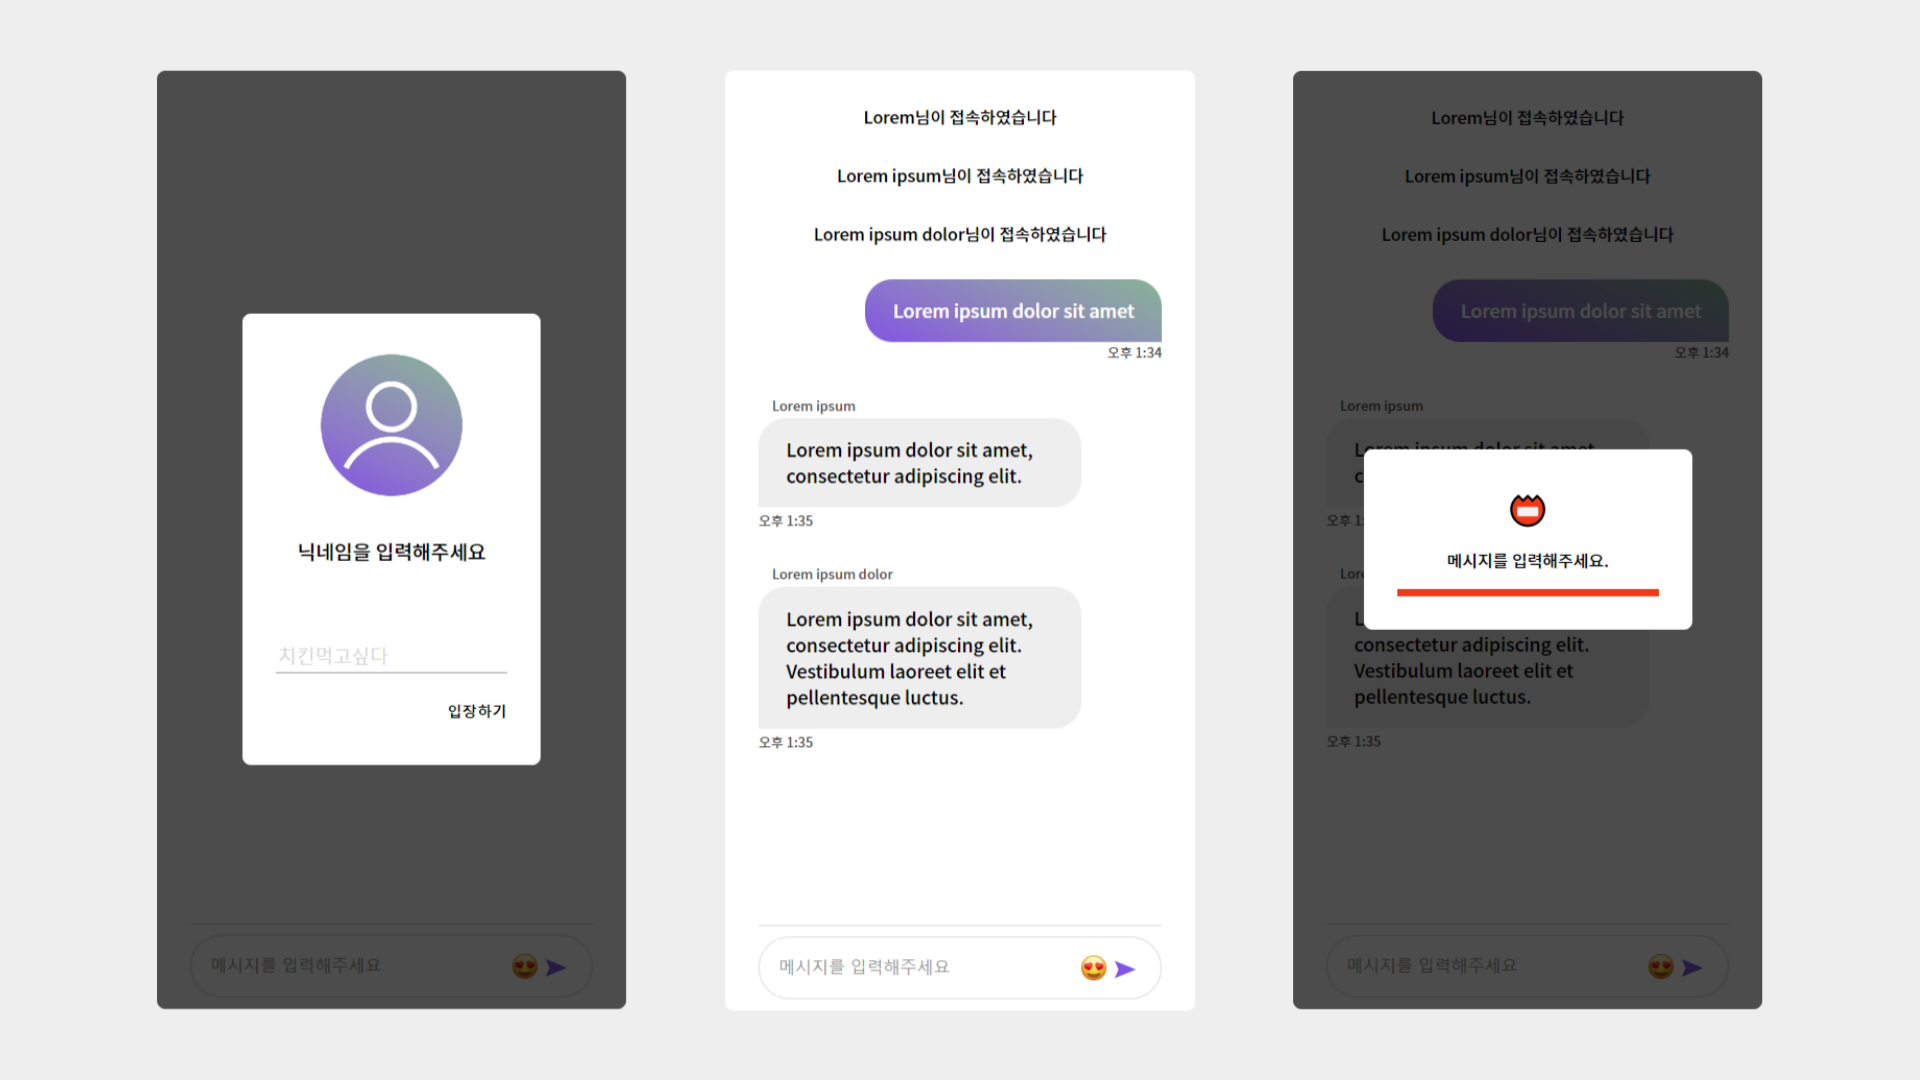 닉네임을 입력해주세요
치킨먹고싶다
입장하기
메시지를 입력해주세요
Lorem님이 접속하였습니다
Lorem ipsum님이 접속하였습니다
Lorem ipsum dolor님이 접속하였습니다
Lorem ipsum dolor sit amet
오후 1:34
Lorem ipsum
Lorem ipsum dolor sit amet,
consectetur adipiscing elit.
오후 1:35
Lorem ipsum dolor
Lorem ipsum dolor sit amet,
consectetur adipiscing elit.
Vestibulum laoreet elit et
pellentesque luctus.
오후 1:35
메시지를 입력해주세요
Lorem님이 접속하였습니다
Lorem ipsum님이 접속하였습니다
Lorem ipsum dolor님이 접속하였습니다
Lorem ipsum dolor sit amet
오후 1:34
Lorem ipsum
Lorem ipsum dolor sit amet,
오후
메시지를 입력해주세요.
consectetur adipiscing elit.
Vestibulum laoreet elit et
pellentesque luctus.
오후 1:35
메시지를 입력해주세요